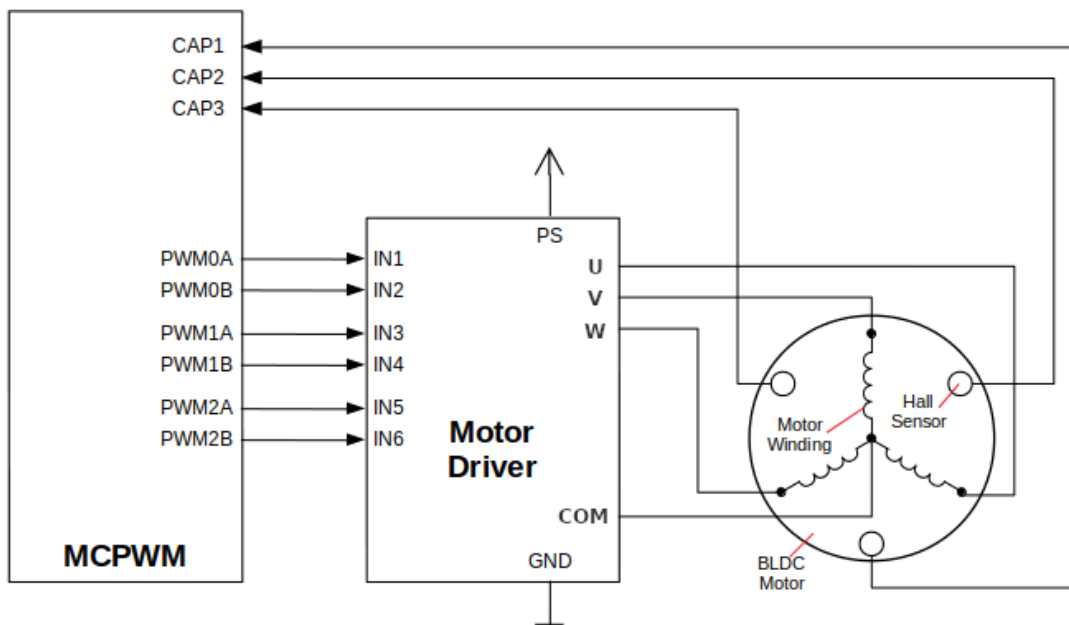 CAP1
CAP2
CAP3
PWM0A
PWM0B
PWM1A
PWM1B
PWM2A
PWM2B
MCPWM
PS
IN1
IN2
IN3
IN4
IN5
IN6
U
V
W
Motor
Driver
COM
GND
Hall
Sensor
Motor
Winding
BLDC
Motor